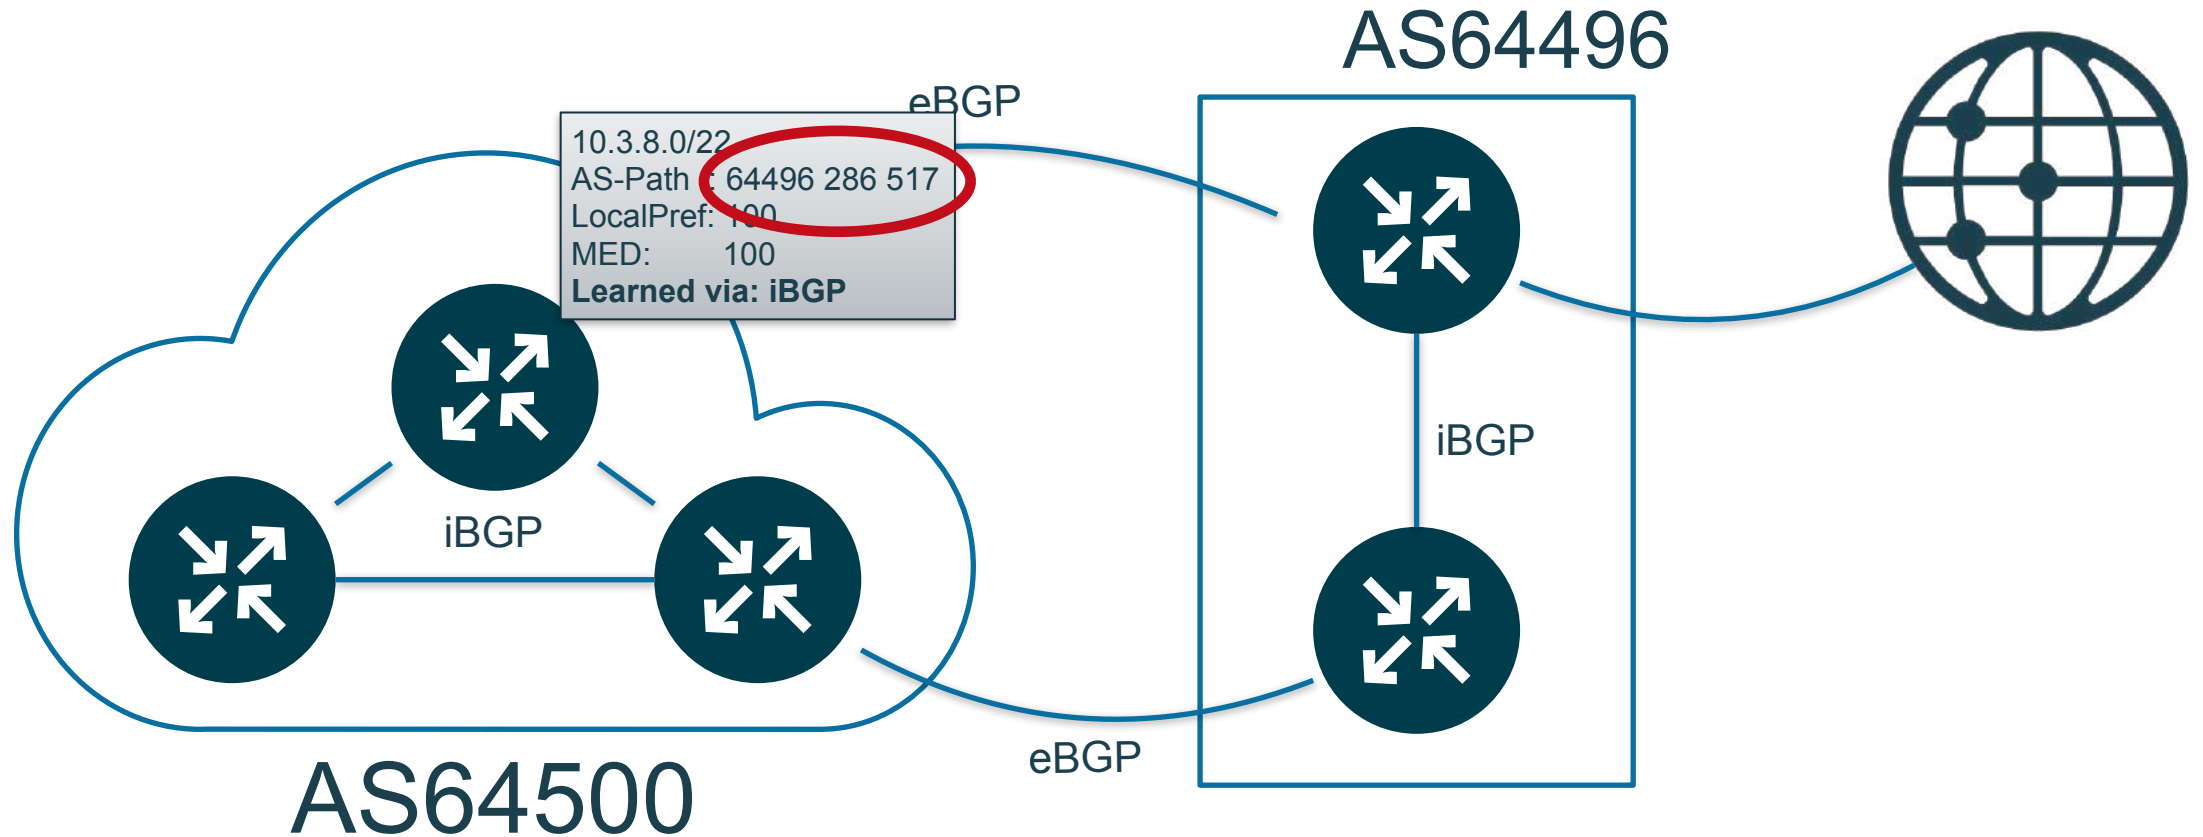 AS64496
eBGP
10.3.8.0/22
AS-Path : 64496 286 517
LocalPref: 100
MED: 100
Learned via: iBGP
iBGP
iBGP
eBGP
AS64500